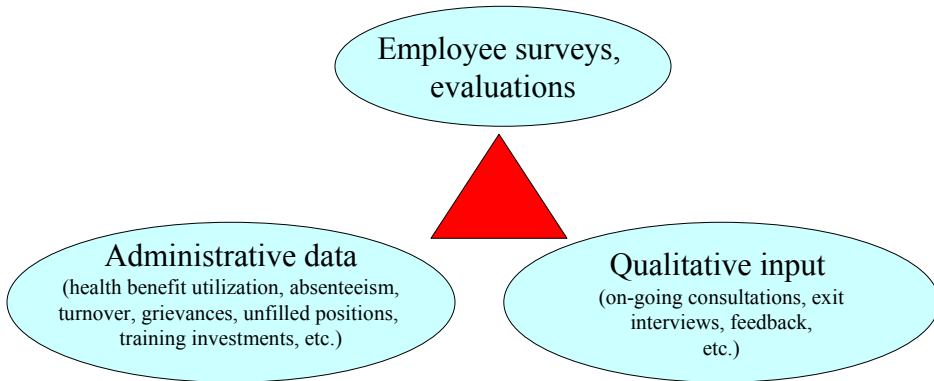 Employee surveys,
evaluations
Administrative data
(health benefit utilization, absenteeism,
turnover, grievances, unfilled positions,
training investments, etc.)
Qualitative input
(on-going consultations, exit
interviews, feedback,
etc.)